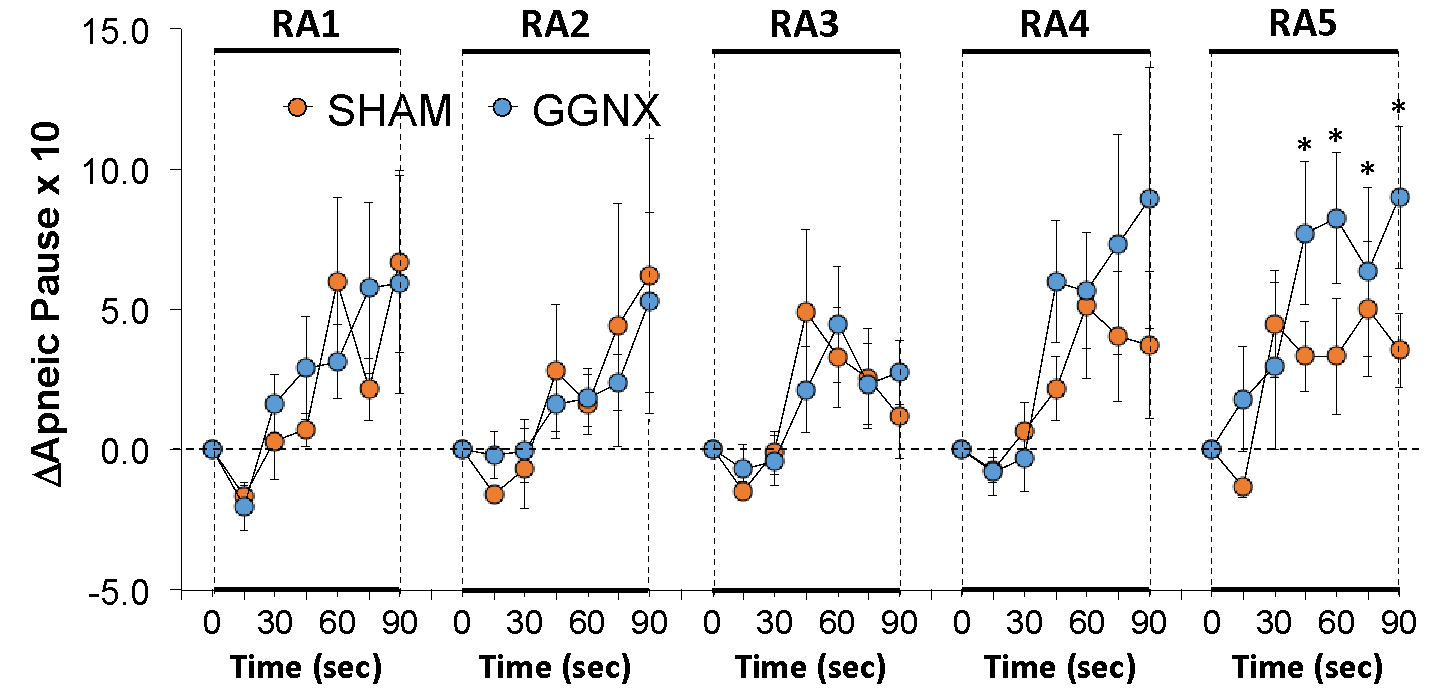 RA1 RA2 RA3 RA4 RA5
15.0
SHAM GGNX
*
* *
*
10.0
5.0
0.0
-5.0
ΔApneic Pause x 10
0 30 60 90 0 30 60 90 0 30 60 90 0 30 60 90 0 30 60 90
Time (sec) Time (sec) Time (sec) Time (sec) Time (sec)